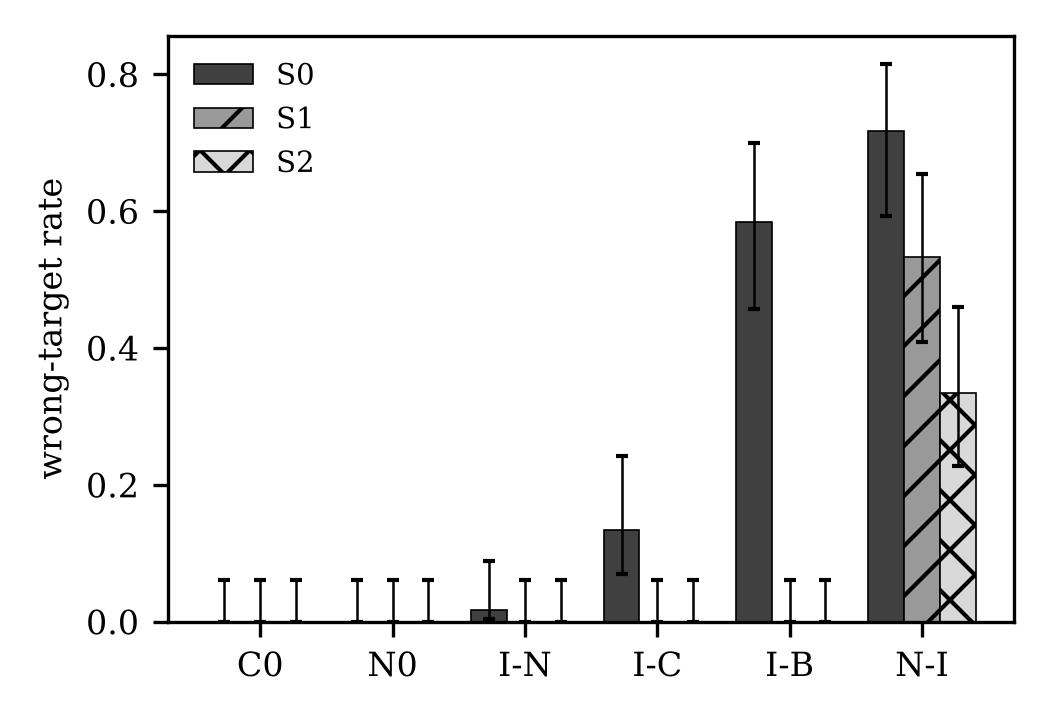 S0
S1
S2
wrong-target rate
0.8
0.6
0.4
0.2
0.0
C0 N0 I-N I-C I-B N-I